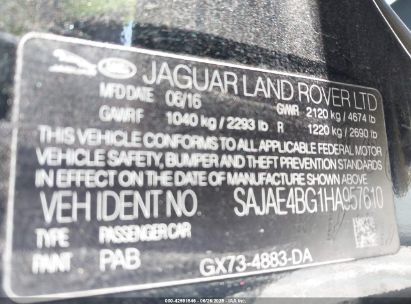 JAGUAR LAND ROVER LTD
MFD DATE 06/16 GVWR 2120 kg / 4674 lb
GAWR F 1040 kg / 2293 lb R 1220 kg / 2690 lb
THIS VEHICLE CONFORMS TO ALL APPLICABLE FEDERAL MOTOR
VEHICLE SAFETY, BUMPER AND THEFT PREVENTION STANDARDS
IN EFFECT ON THE DATE OF MANUFACTURE SHOWN ABOVE
VEH IDENT NO SAJAE4BG1HA957610
TYPE PASSENGER CAR
PAINT PAB GX73-4883-DA